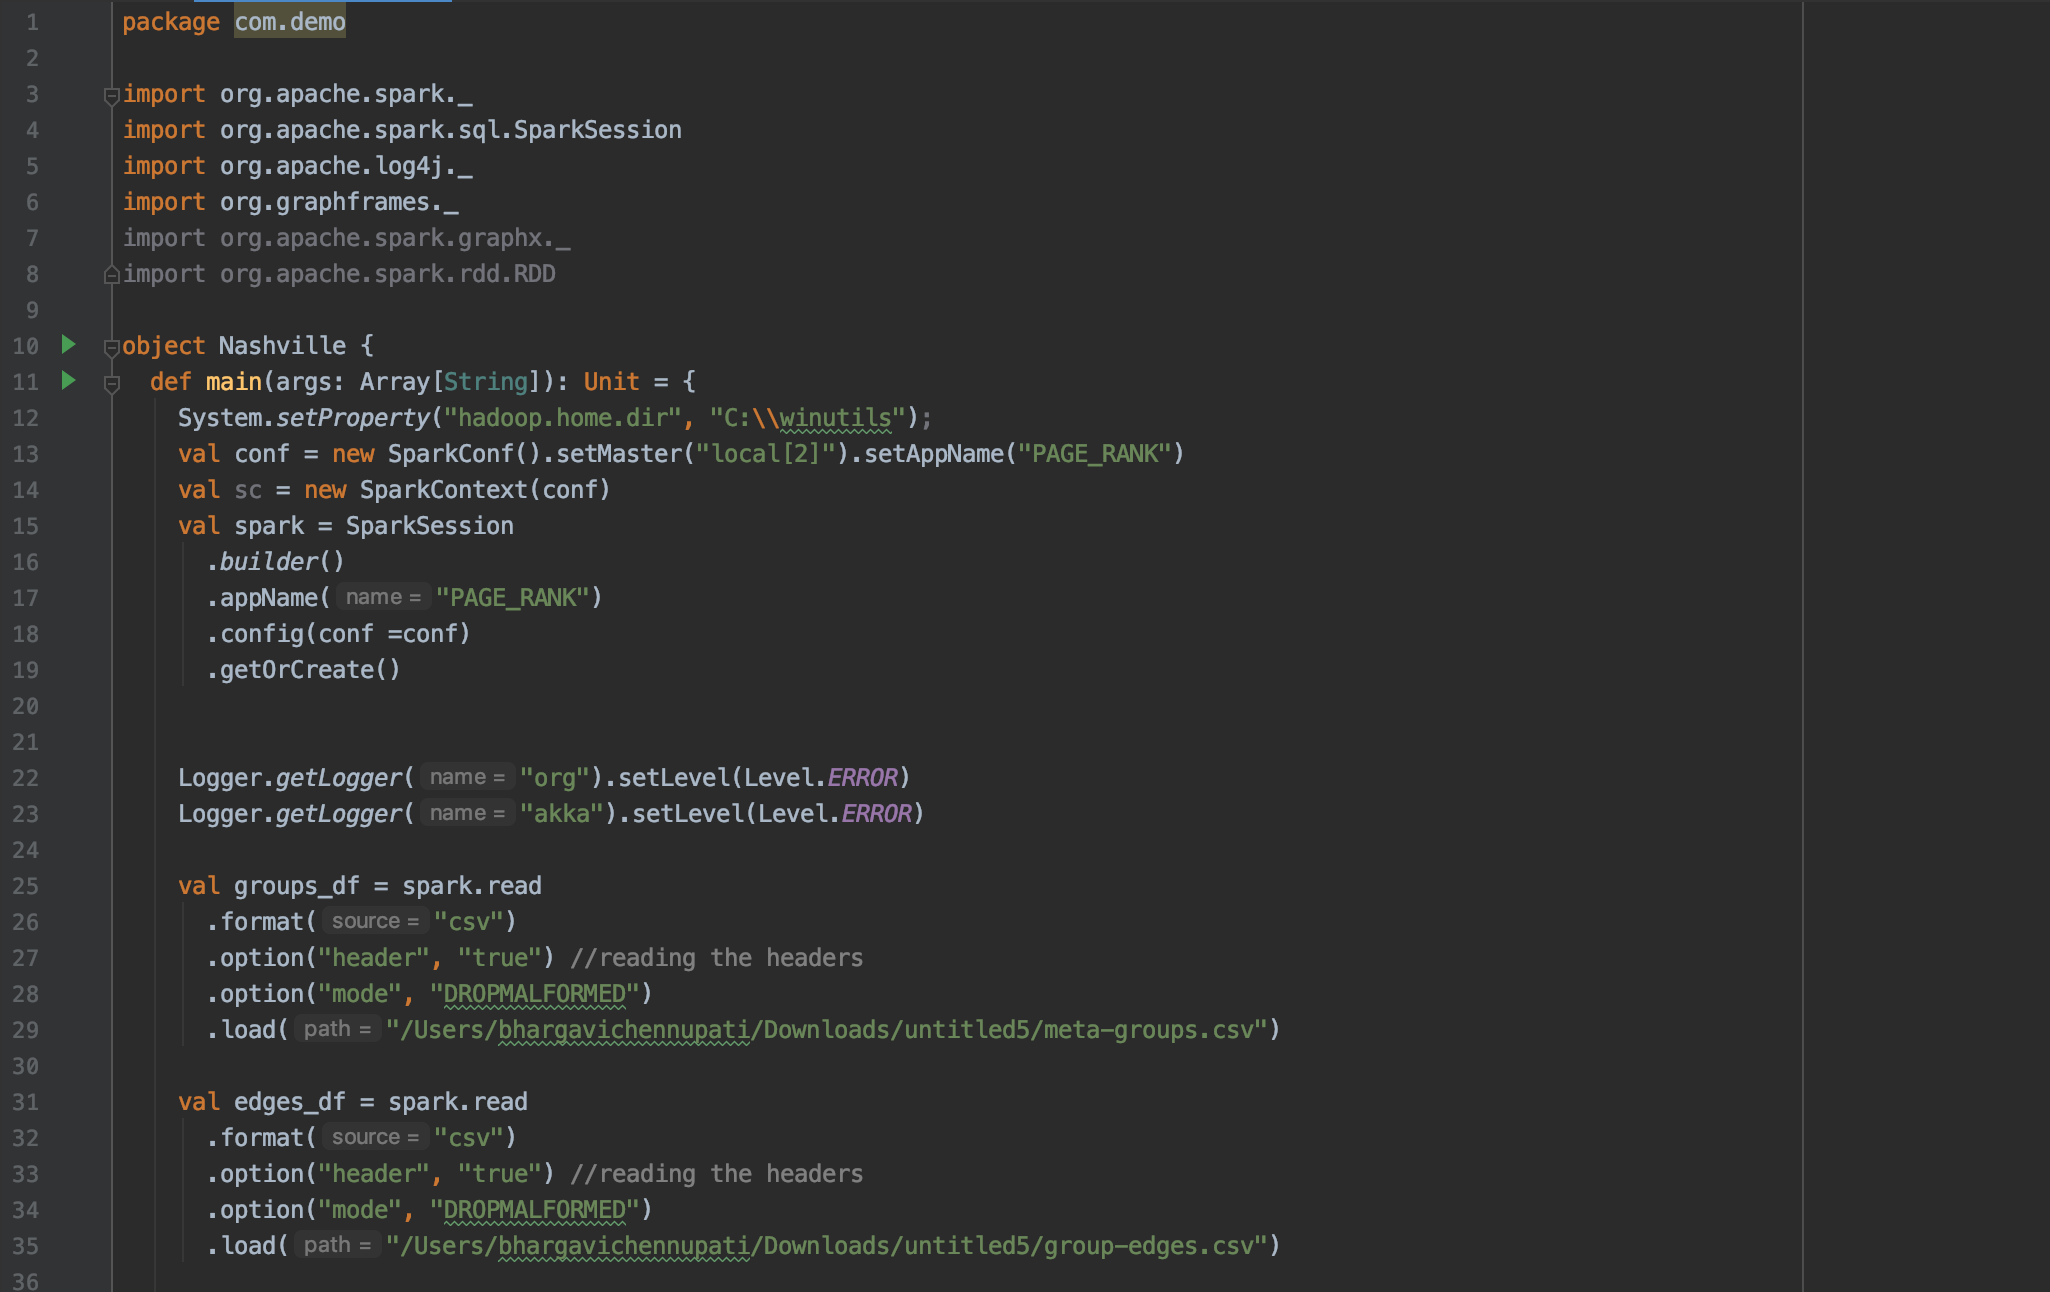 1 package com.demo
2
3 import org.apache.spark._
4 import org.apache.spark.sql.SparkSession
5 import org.apache.log4j._
6 import org.graphframes._
7 import org.apache.spark.graphx._
8 import org.apache.spark.rdd.RDD
9
10 object Nashville {
11 def main(args: Array[String]): Unit = {
12 System.setProperty("hadoop.home.dir", "C:\\winutils");
13 val conf = new SparkConf().setMaster("local[2]").setAppName("PAGE_RANK")
14 val sc = new SparkContext(conf)
15 val spark = SparkSession
16 .builder()
17 .appName( name = "PAGE_RANK")
18 .config(conf =conf)
19 .getOrCreate()
20
21
22 Logger.getLogger( name = "org").setLevel(Level.ERROR)
23 Logger.getLogger( name = "akka").setLevel(Level.ERROR)
24
25 val groups_df = spark.read
26 .format( source = "csv")
27 .option("header", "true") //reading the headers
28 .option("mode", "DROPMALFORMED")
29 .load( path = "/Users/bhargavichennupati/Downloads/untitled5/meta-groups.csv")
30
31 val edges_df = spark.read
32 .format( source = "csv")
33 .option("header", "true") //reading the headers
34 .option("mode", "DROPMALFORMED")
35 .load( path = "/Users/bhargavichennupati/Downloads/untitled5/group-edges.csv")
36